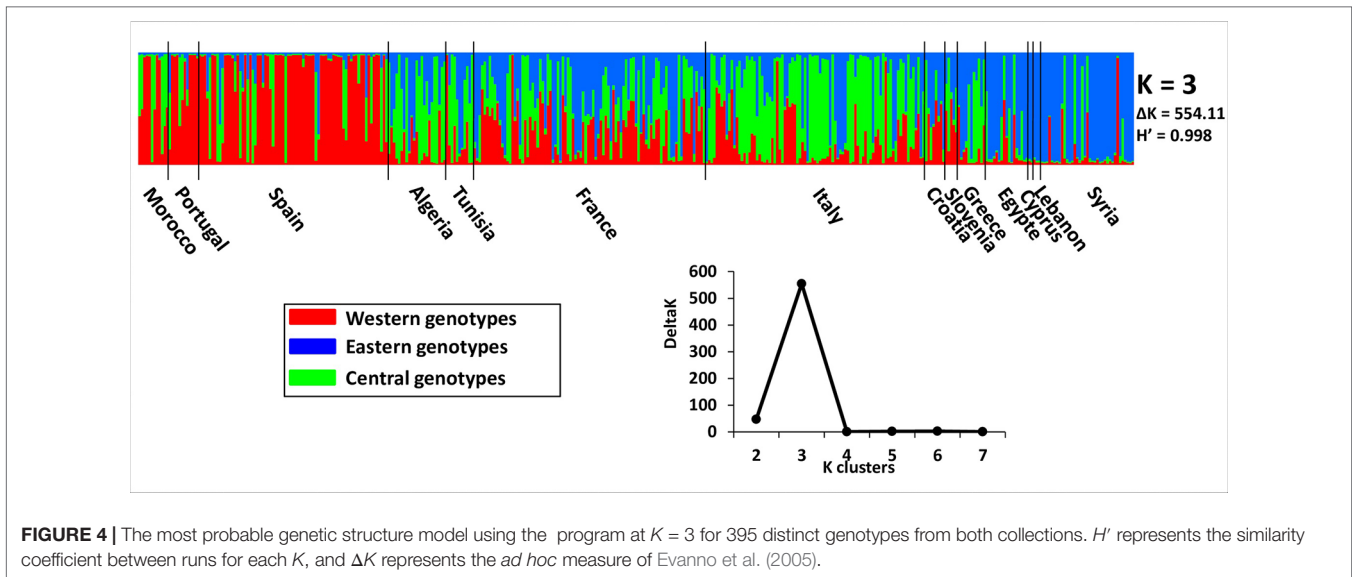 K = 3
ΔK = 554.11
H' = 0.998
Morocco
Portugal
Spain
Algeria
Tunisia
France
Italy
Croatia
Slovenia
Greece
Egypte
Cyprus
Lebanon
Syria
Western genotypes
Eastern genotypes
Central genotypes
DeltaK
600
500
400
300
200
100
0
2 3 4 5 6 7
K clusters
FIGURE 4 | The most probable genetic structure model using the program at K = 3 for 395 distinct genotypes from both collections. H′ represents the similarity
coefficient between runs for each K, and ΔK represents the ad hoc measure of Evanno et al. (2005).